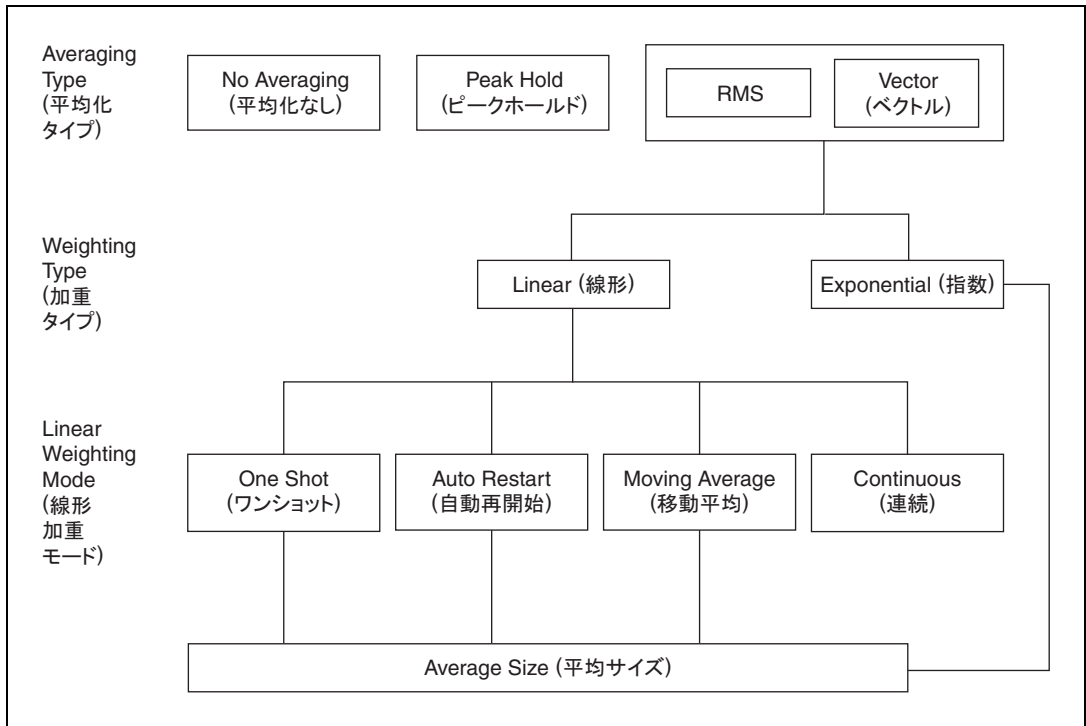 Averaging
Type
(平均化
タイプ)
No Averaging
(平均化なし)
Peak Hold
(ピークホールド)
RMS
Vector
(ベクトル)
Weighting
Type
(加重
タイプ)
Linear (線形)
Exponential (指数)
Linear
Weighting
Mode
(線形
加重
モード)
One Shot
(ワンショット)
Auto Restart
(自動再開始)
Moving Average
(移動平均)
Continuous
(連続)
Average Size (平均サイズ)